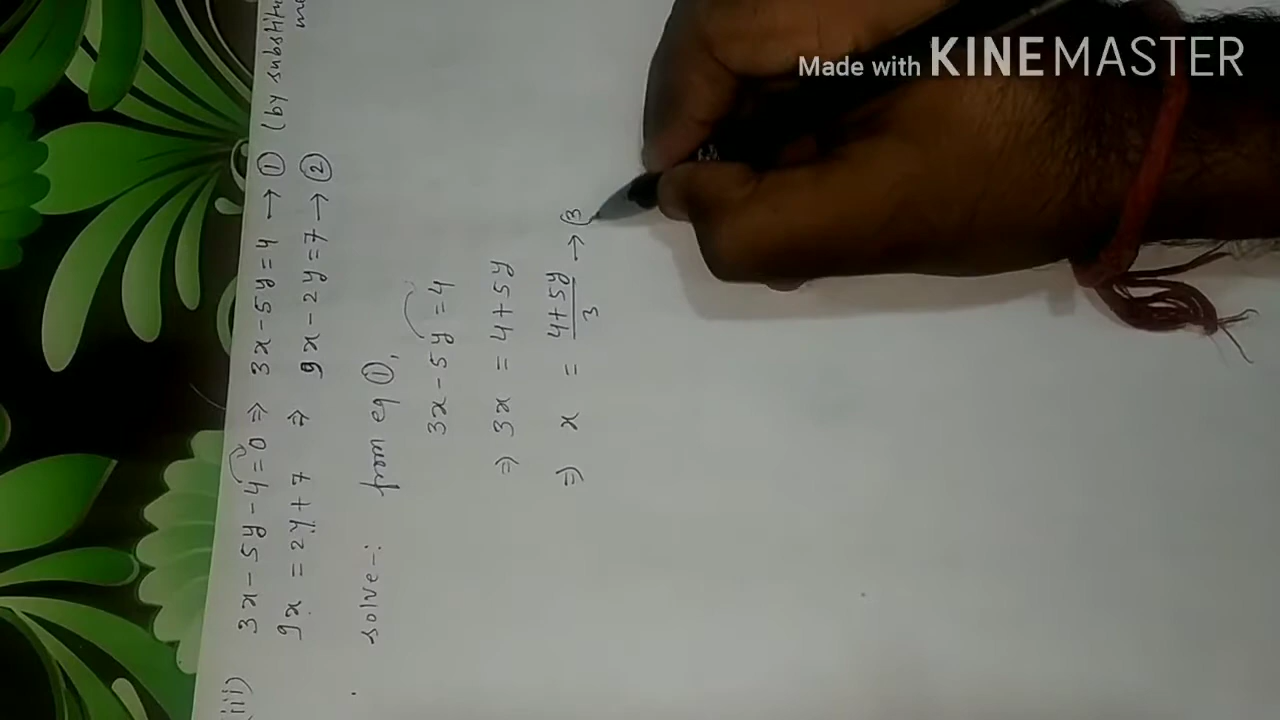 iii) 3x - 5y - 4 = 0 ⇒ 3x - 5y = 4 → ① (by
9x = 2y + 7 ⇒ 9x - 2y = 7 → ②
solve-: from eq ①,
3x - 5y = 4
⇒ 3x = 4 + 5y
⇒ x = 4 + 5y / 3 → (3
Made with KINEMASTER